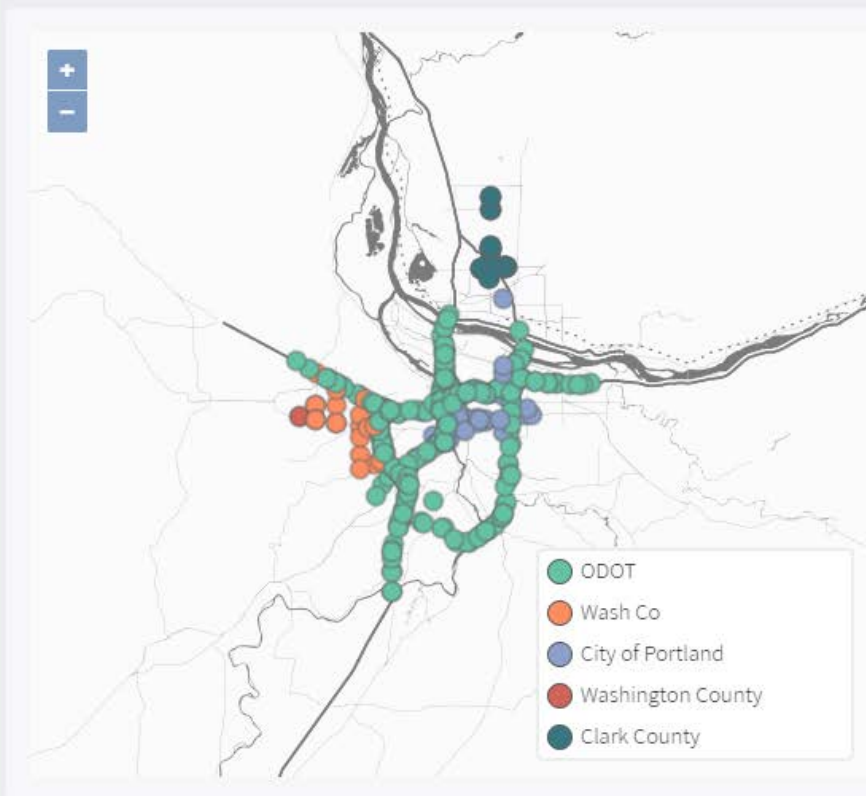 +
−
ODOT
Wash Co
City of Portland
Washington County
Clark County